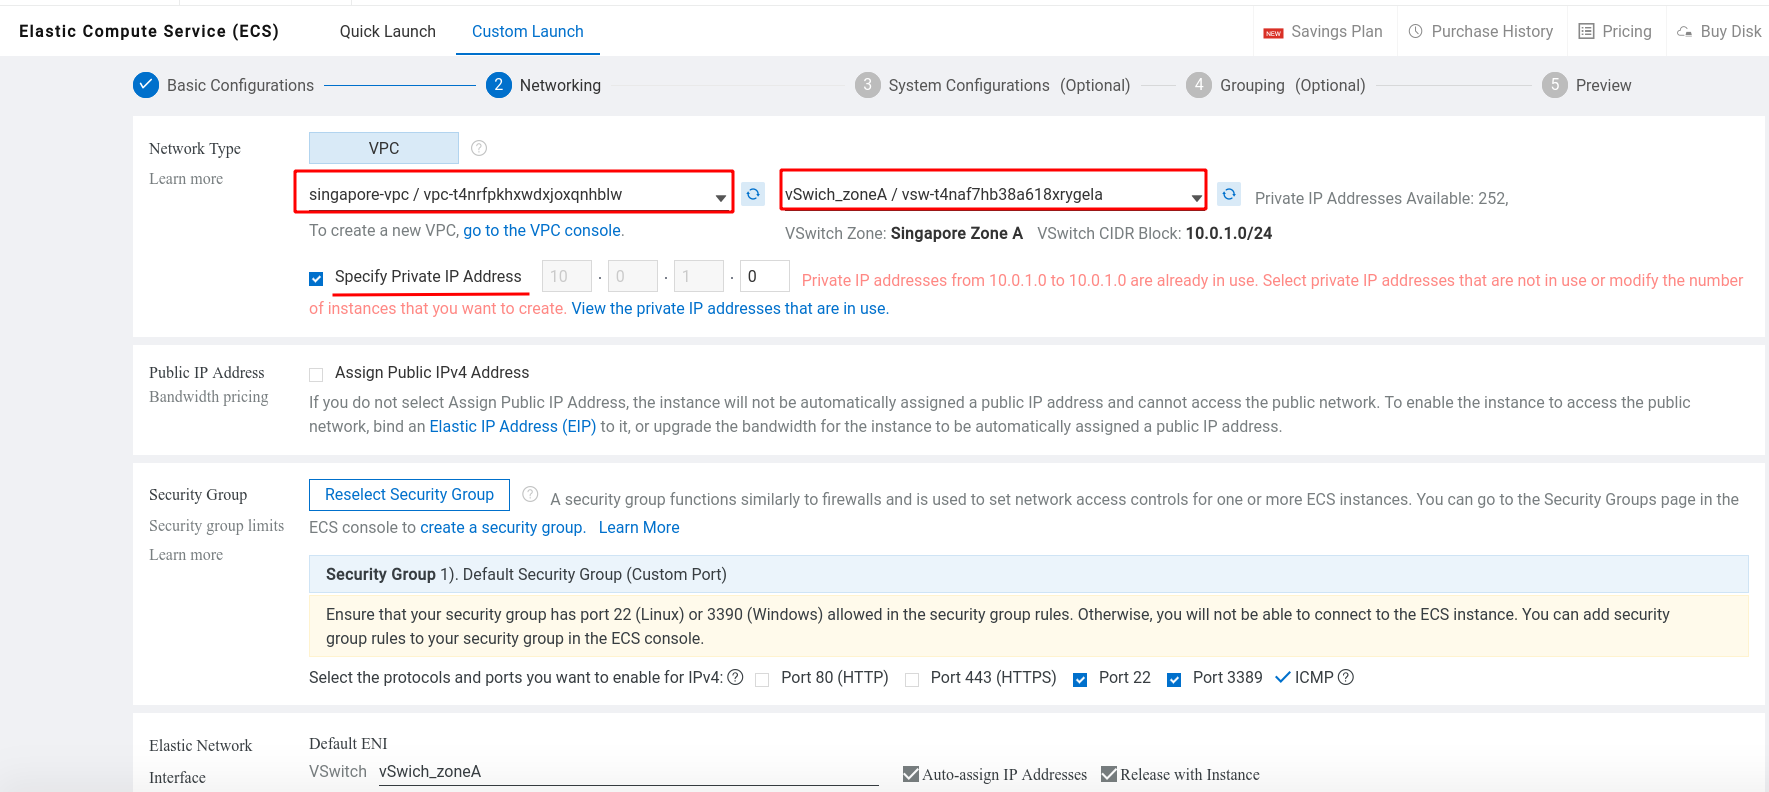 Elastic Compute Service (ECS) Quick Launch Custom Launch NEW Savings Plan Purchase History Pricing Buy Disk
Basic Configurations 2 Networking 3 System Configurations (Optional) 4 Grouping (Optional) 5 Preview
Network Type VPC ?
Learn more
singapore-vpc / vpc-t4nrfpkhxwdxjoxqnhblw vSwich_zoneA / vsw-t4naf7hb38a618xrygela Private IP Addresses Available: 252,
To create a new VPC, go to the VPC console. VSwitch Zone: Singapore Zone A VSwitch CIDR Block: 10.0.1.0/24
Specify Private IP Address 10 . 0 . 1 . 0 Private IP addresses from 10.0.1.0 to 10.0.1.0 are already in use. Select private IP addresses that are not in use or modify the number
of instances that you want to create. View the private IP addresses that are in use.
Public IP Address Assign Public IPv4 Address
Bandwidth pricing
If you do not select Assign Public IP Address, the instance will not be automatically assigned a public IP address and cannot access the public network. To enable the instance to access the public
network, bind an Elastic IP Address (EIP) to it, or upgrade the bandwidth for the instance to be automatically assigned a public IP address.
Security Group Reselect Security Group ? A security group functions similarly to firewalls and is used to set network access controls for one or more ECS instances. You can go to the Security Groups page in the
Security group limits ECS console to create a security group. Learn More
Learn more
Security Group 1). Default Security Group (Custom Port)
Ensure that your security group has port 22 (Linux) or 3390 (Windows) allowed in the security group rules. Otherwise, you will not be able to connect to the ECS instance. You can add security
group rules to your security group in the ECS console.
Select the protocols and ports you want to enable for IPv4: ? Port 80 (HTTP) Port 443 (HTTPS) Port 22 Port 3389 ICMP ?
Elastic Network Default ENI
Interface VSwitch vSwich_zoneA Auto-assign IP Addresses Release with Instance